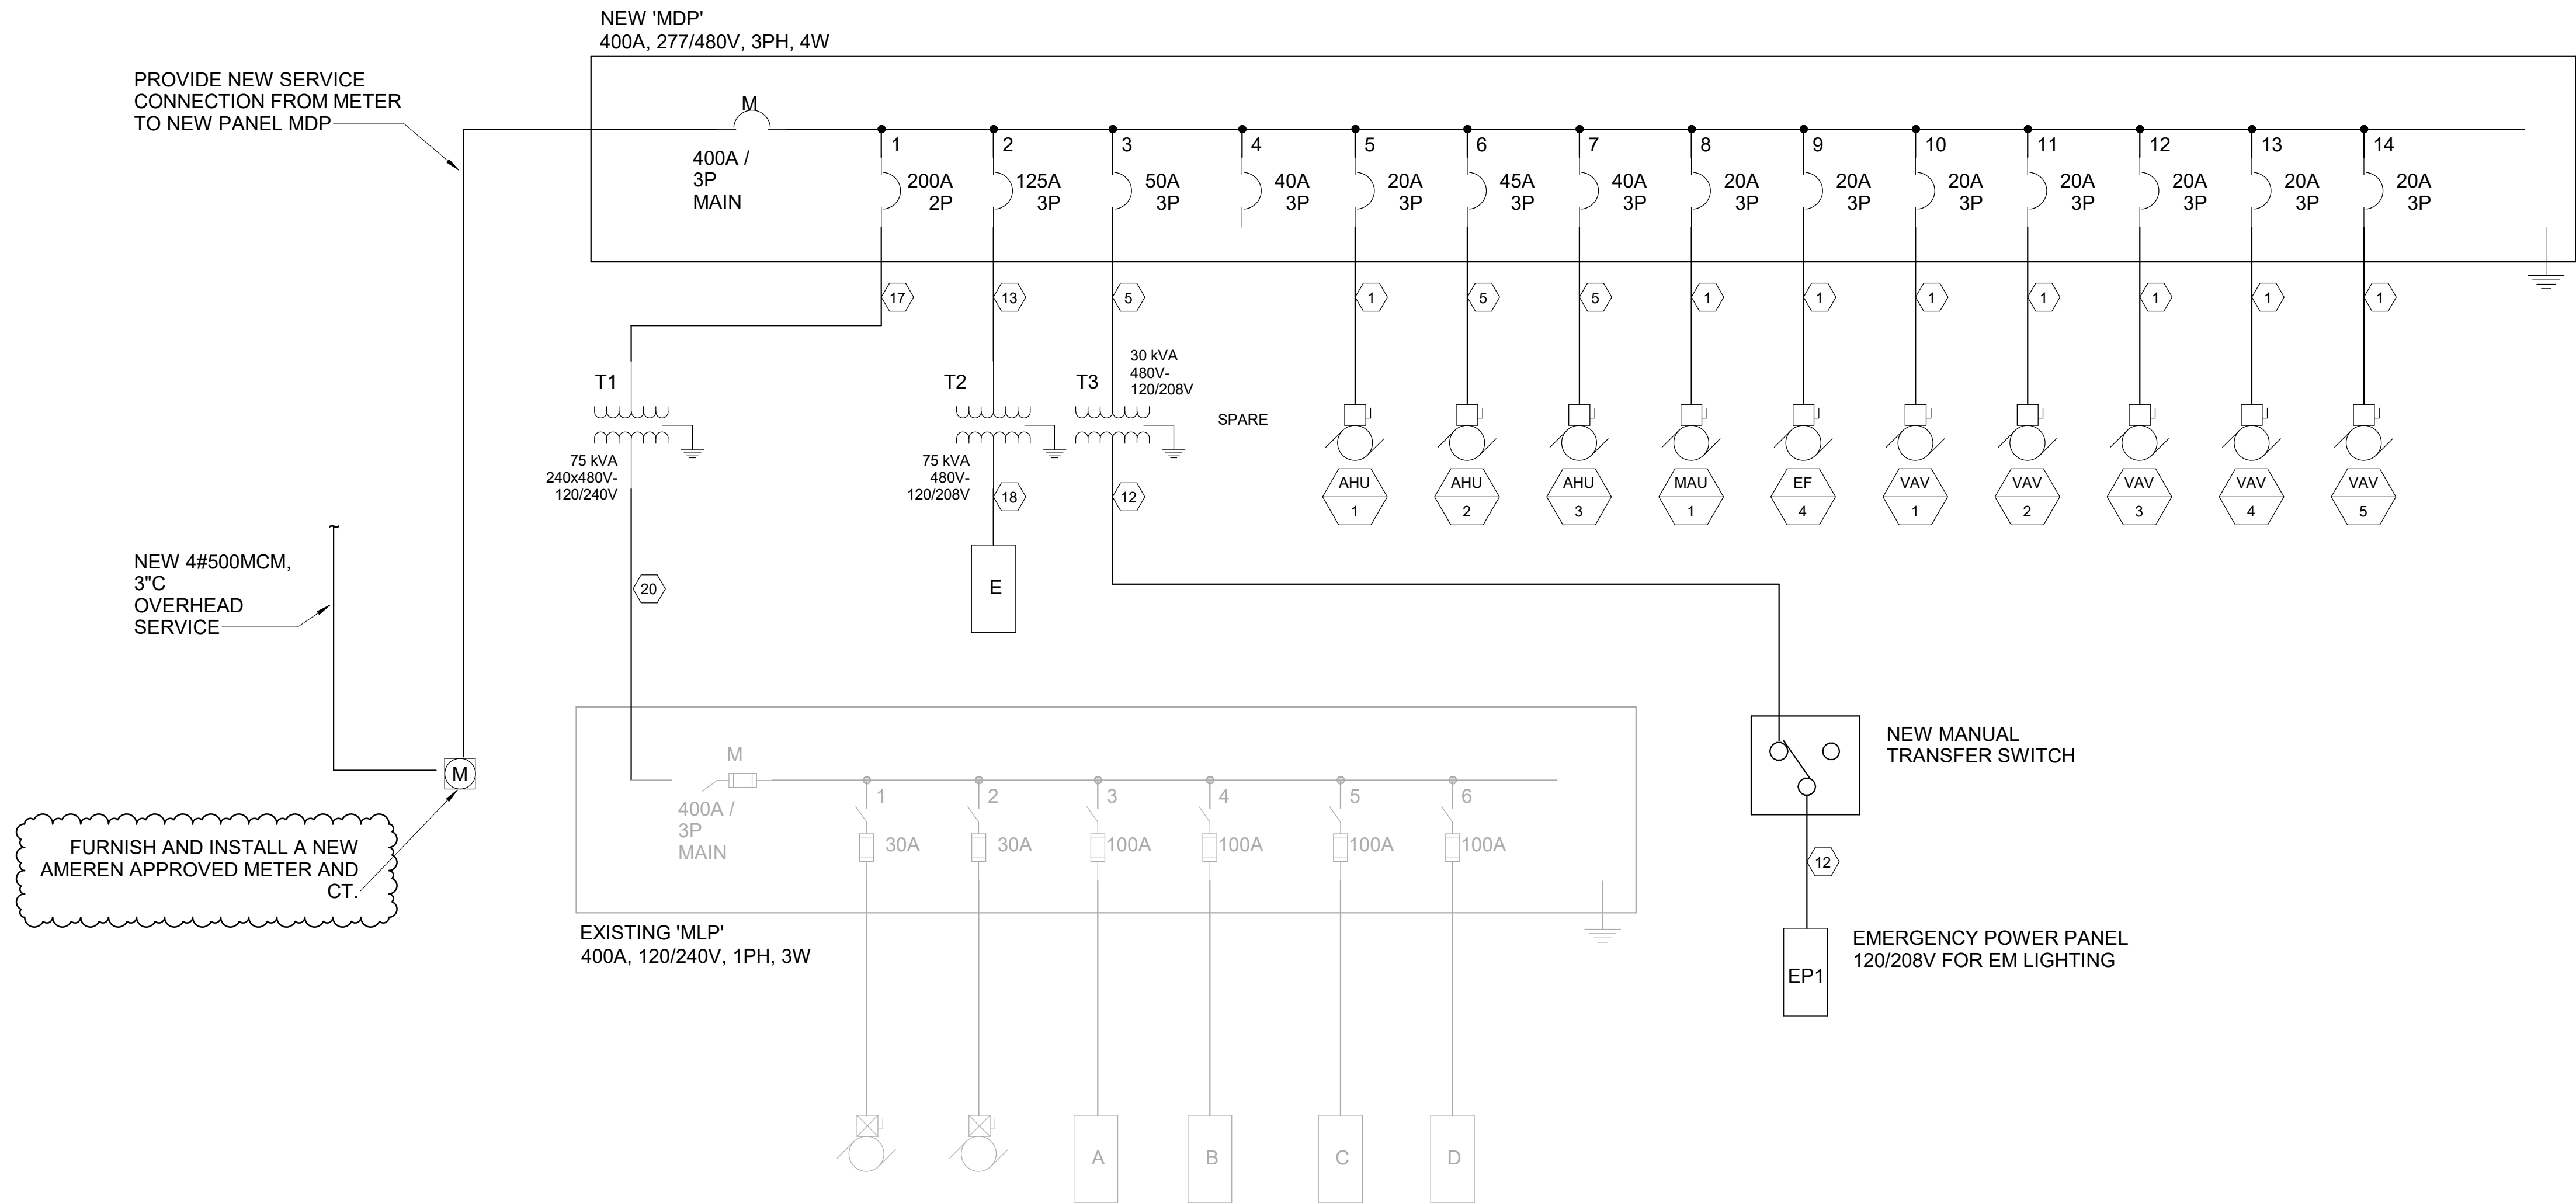 NEW 'MDP'
400A, 277/480V, 3PH, 4W
PROVIDE NEW SERVICE
CONNECTION FROM METER
TO NEW PANEL MDP
M
400A /
3P
MAIN
1
200A
2P
2
125A
3P
3
50A
3P
4
40A
3P
5
20A
3P
6
45A
3P
7
40A
3P
8
20A
3P
9
20A
3P
10
20A
3P
11
20A
3P
12
20A
3P
13
20A
3P
14
20A
3P
17
13
5
1
5
5
1
1
1
1
1
1
1
T1
75 kVA
240x480V-
120/240V
T2
75 kVA
480V-
120/208V
T3
30 kVA
480V-
120/208V
SPARE
AHU
1
AHU
2
AHU
3
MAU
1
EF
4
VAV
1
VAV
2
VAV
3
VAV
4
VAV
5
18
12
E
20
NEW 4#500MCM,
3"C
OVERHEAD
SERVICE
M
FURNISH AND INSTALL A NEW
AMEREN APPROVED METER AND
CT.
M
400A /
3P
MAIN
1
30A
2
30A
3
100A
4
100A
5
100A
6
100A
EXISTING 'MLP'
400A, 120/240V, 1PH, 3W
NEW MANUAL
TRANSFER SWITCH
12
EP1
EMERGENCY POWER PANEL
120/208V FOR EM LIGHTING
A
B
C
D